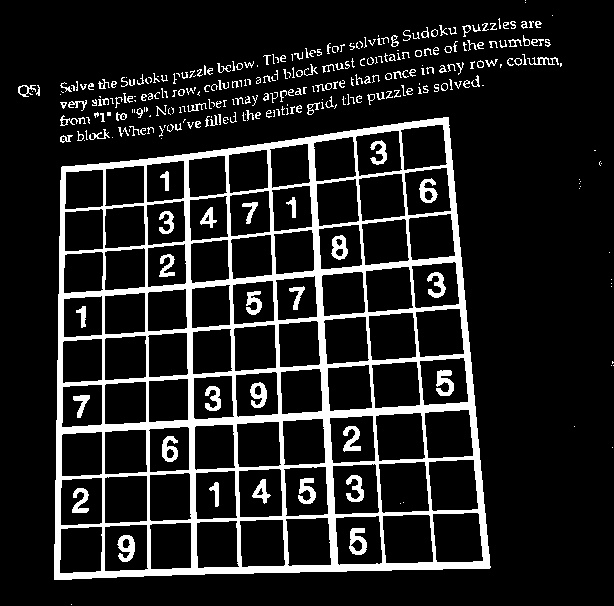 Q5) Solve the Sudoku puzzle below. The rules for solving Sudoku puzzles are
very simple: each row, column and block must contain one of the numbers
from "1" to "9". No number may appear more than once in any row, column,
or block. When you've filled the entire grid, the puzzle is solved.
1 3
3 4 7 1 6
2 8
1 5 7 3
7 3 9 5
6 2
2 1 4 5 3
9 5